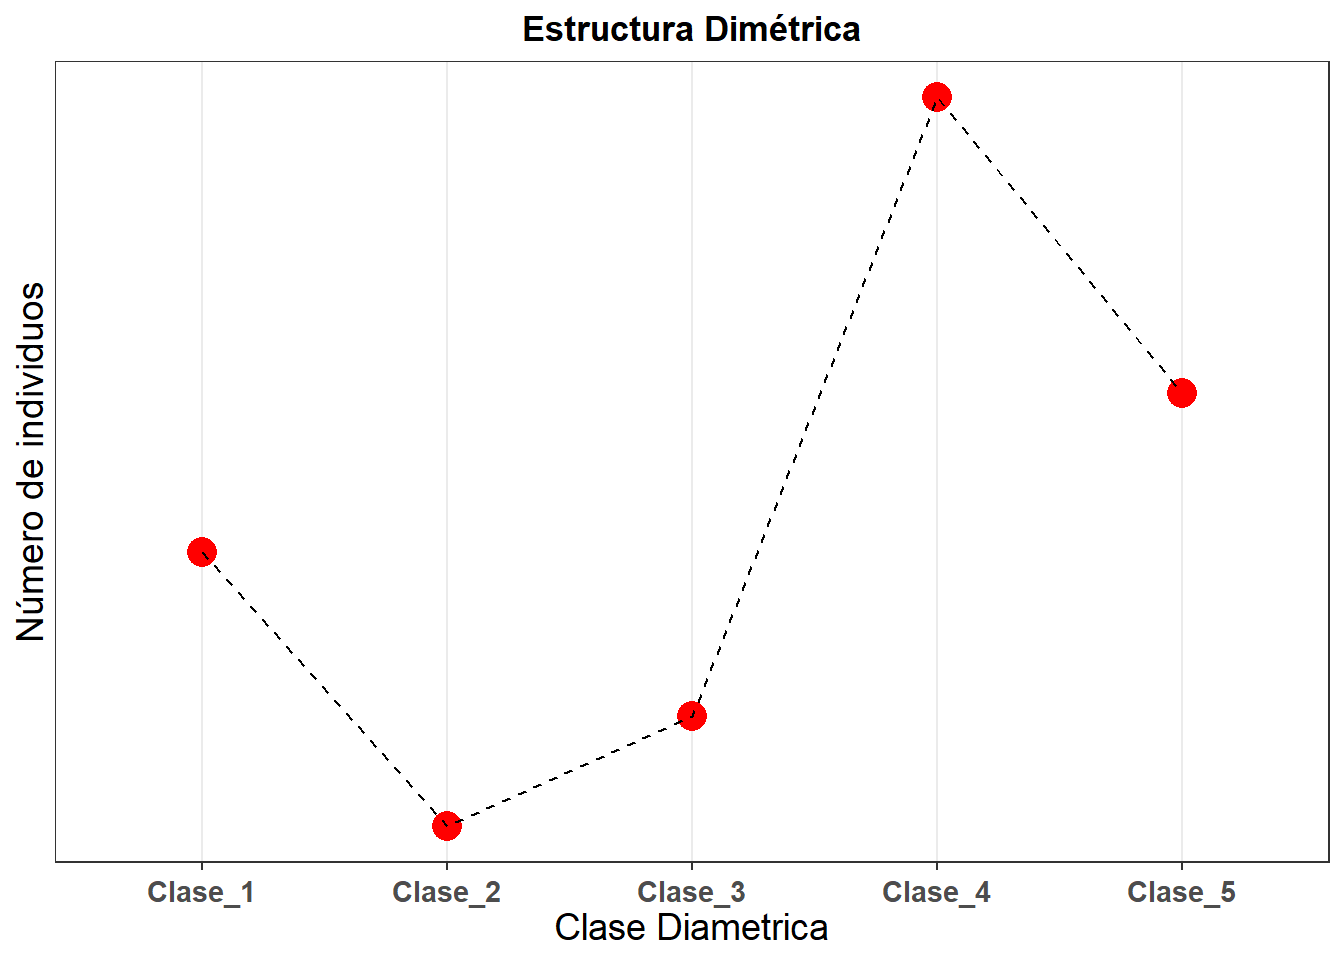 Estructura Dimétrica
Número de individuos
Clase_1 Clase_2 Clase_3 Clase_4 Clase_5
Clase Diametrica